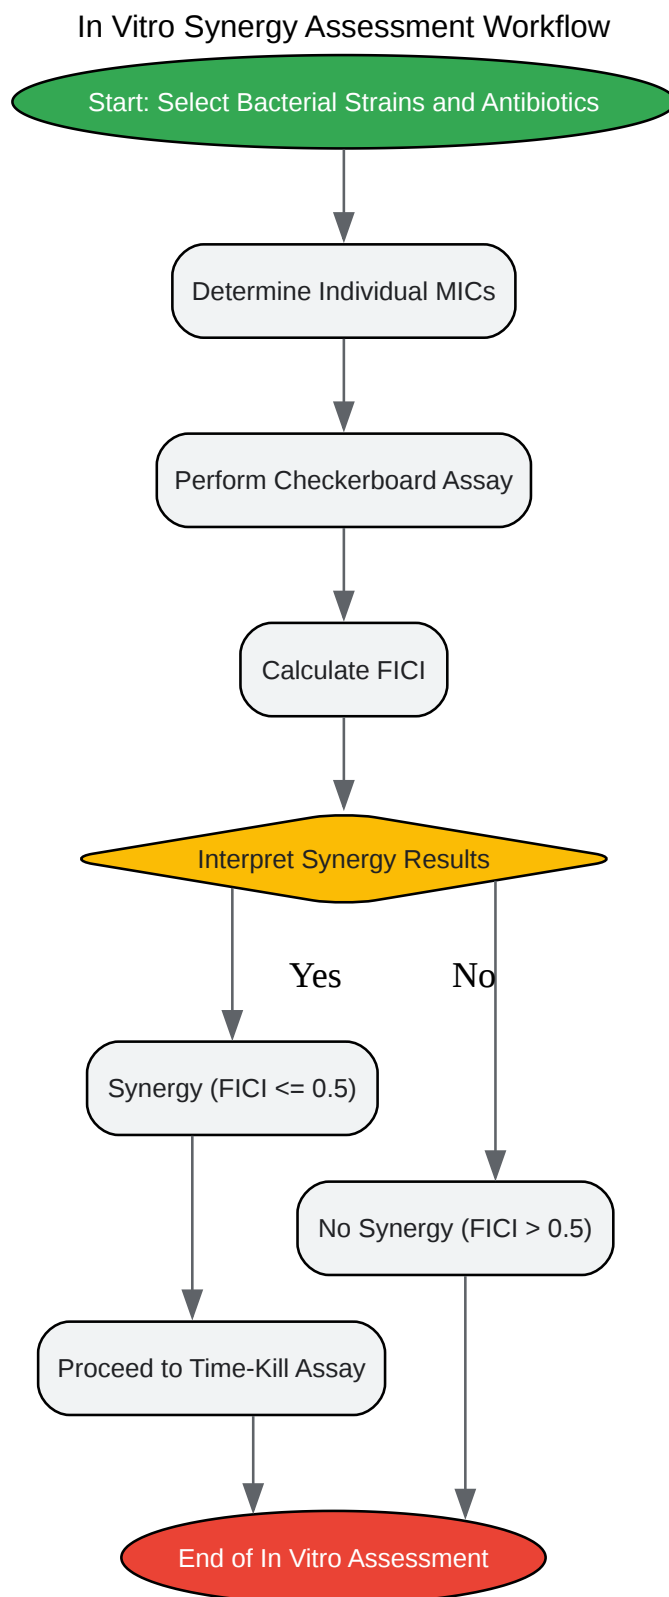 In Vitro Synergy Assessment Workflow
Start: Select Bacterial Strains and Antibiotics
Determine Individual MICs
Perform Checkerboard Assay
Calculate FICI
Interpret Synergy Results
Yes
No
Synergy (FICI <= 0.5)
No Synergy (FICI > 0.5)
Proceed to Time-Kill Assay
End of In Vitro Assessment